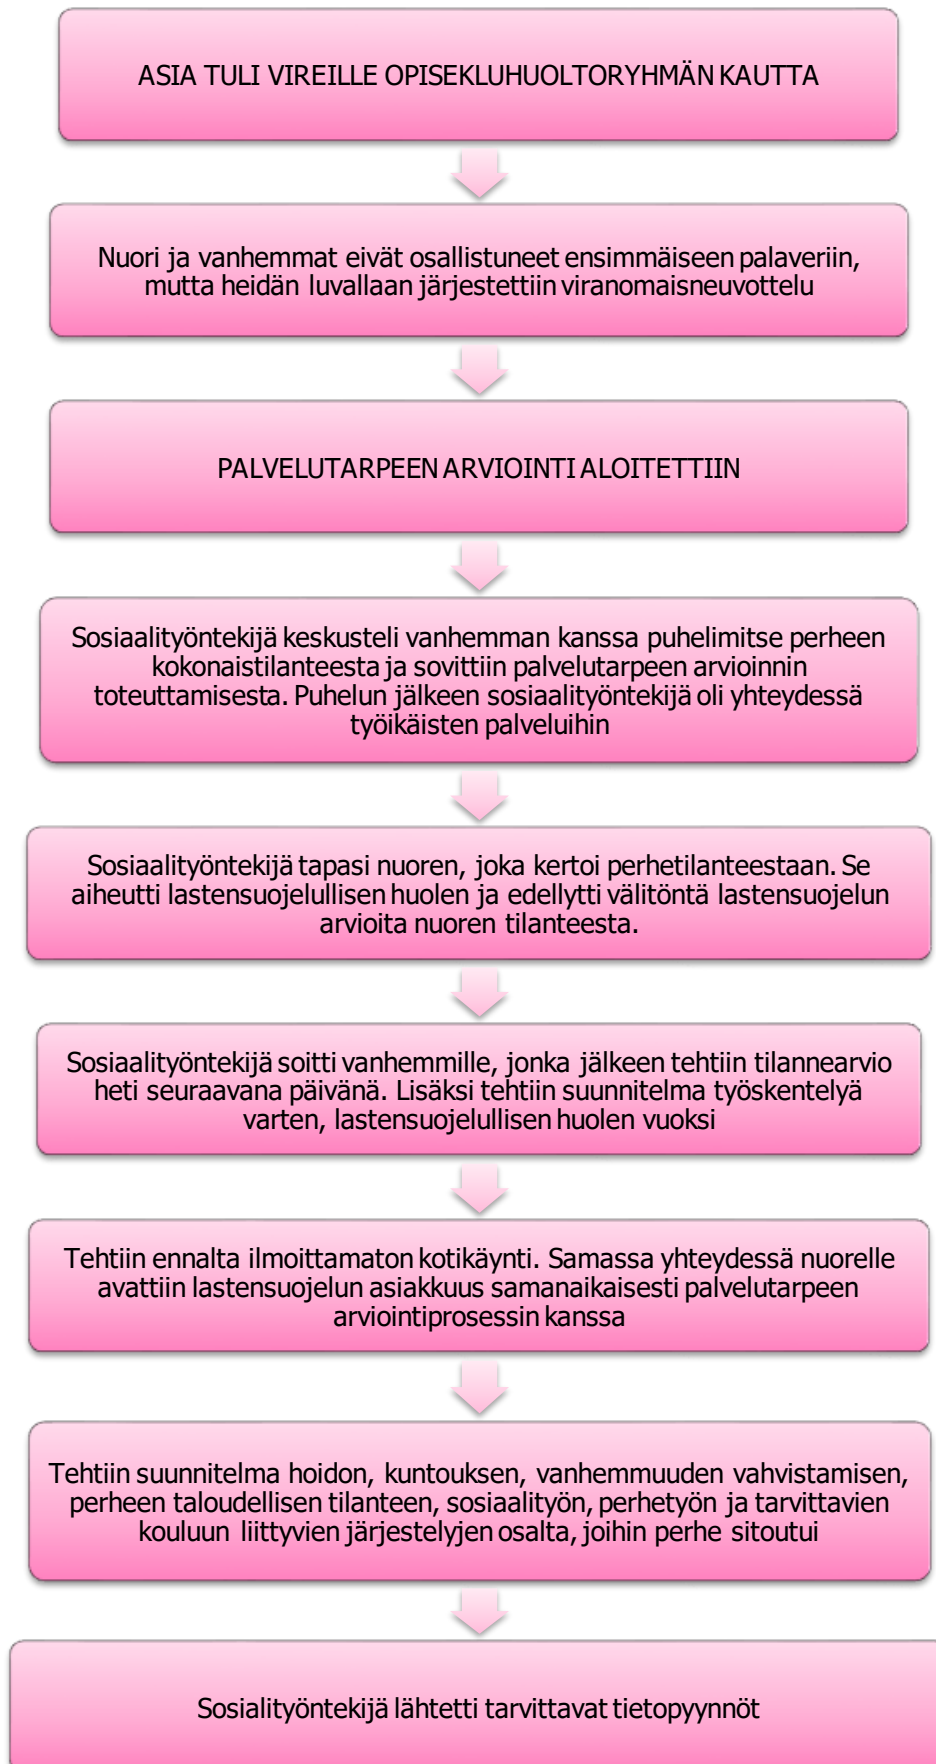 ASIA TULI VIREILLE OPISEKLUHUOLTORYHMÄN KAUTTA
Nuori ja vanhemmat eivät osallistuneet ensimmäiseen palaveriin,
mutta heidän luvallaan järjestettiin viranomaisneuvottelu
PALVELUTARPEEN ARVIOINTI ALOITETTIIN
Sosiaalityöntekijä keskusteli vanhemman kanssa puhelimitse perheen
kokonaistilanteesta ja sovittiin palvelutarpeen arvioinnin
toteuttamisesta. Puhelun jälkeen sosiaalityöntekijä oli yhteydessä
työikäisten palveluihin
Sosiaalityöntekijä tapasi nuoren, joka kertoi perhetilanteestaan. Se
aiheutti lastensuojelullisen huolen ja edellytti välitöntä lastensuojelun
arvioita nuoren tilanteesta.
Sosiaalityöntekijä soitti vanhemmille, jonka jälkeen tehtiin tilannearvio
heti seuraavana päivänä. Lisäksi tehtiin suunnitelma työskentelyä
varten, lastensuojelullisen huolen vuoksi
Tehtiin ennalta ilmoittamaton kotikäynti. Samassa yhteydessä nuorelle
avattiin lastensuojelun asiakkuus samanaikaisesti palvelutarpeen
arviointiprosessin kanssa
Tehtiin suunnitelma hoidon, kuntouksen, vanhemmuuden vahvistamisen,
perheen taloudellisen tilanteen, sosiaalityön, perhetyön ja tarvittavien
kouluun liittyvien järjestelyjen osalta, joihin perhe sitoutui
Sosialityöntekijä lähtetti tarvittavat tietopyynnöt